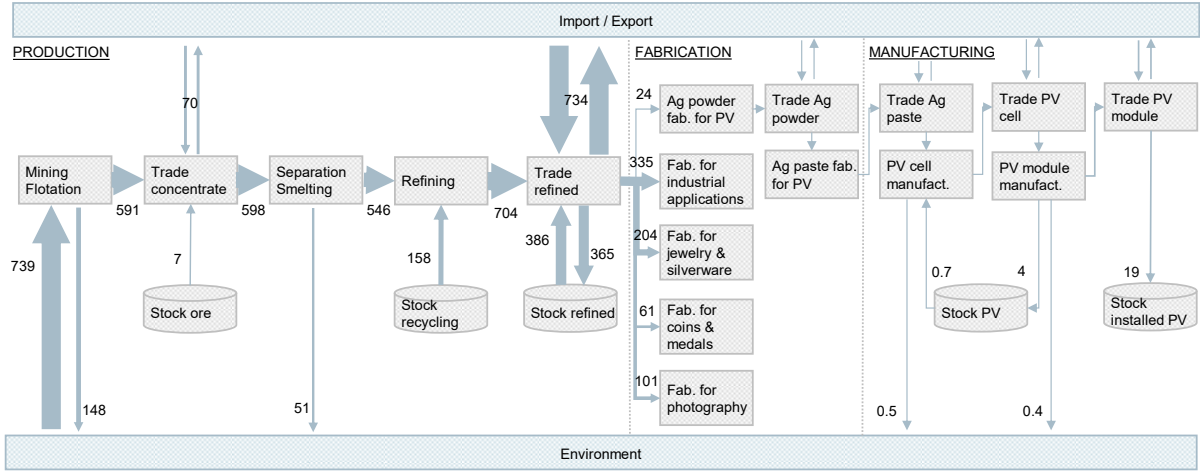 Import / Export
PRODUCTION
FABRICATION
MANUFACTURING
70
734
24
Ag powder
fab. for PV
Trade Ag
powder
Trade Ag
paste
Trade PV
cell
Trade PV
module
Mining
Flotation
Trade
concentrate
Separation
Smelting
Refining
Trade
refined
335
Fab. for
industrial
applications
Ag paste fab.
for PV
PV cell
manufact.
PV module
manufact.
591
598
546
704
739
7
158
386
365
204
Fab. for
jewelry &
silverware
0.7
4
19
Stock ore
Stock
recycling
Stock refined
61
Fab. for
coins &
medals
Stock PV
Stock
installed PV
101
Fab. for
photography
148
51
0.5
0.4
Environment